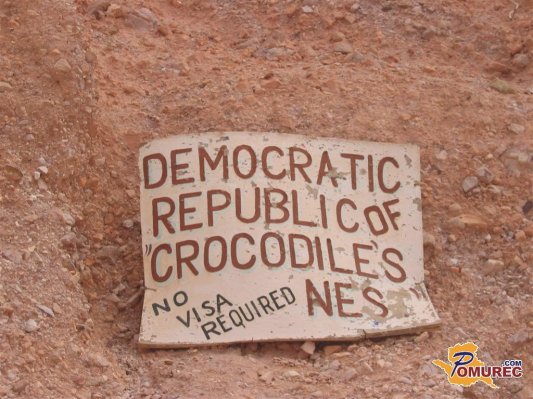 DEMOCRATIC
REPUBLIC OF
"CROCODILE'S
NES"
NO VISA REQUIRED
POMUREC
.COM